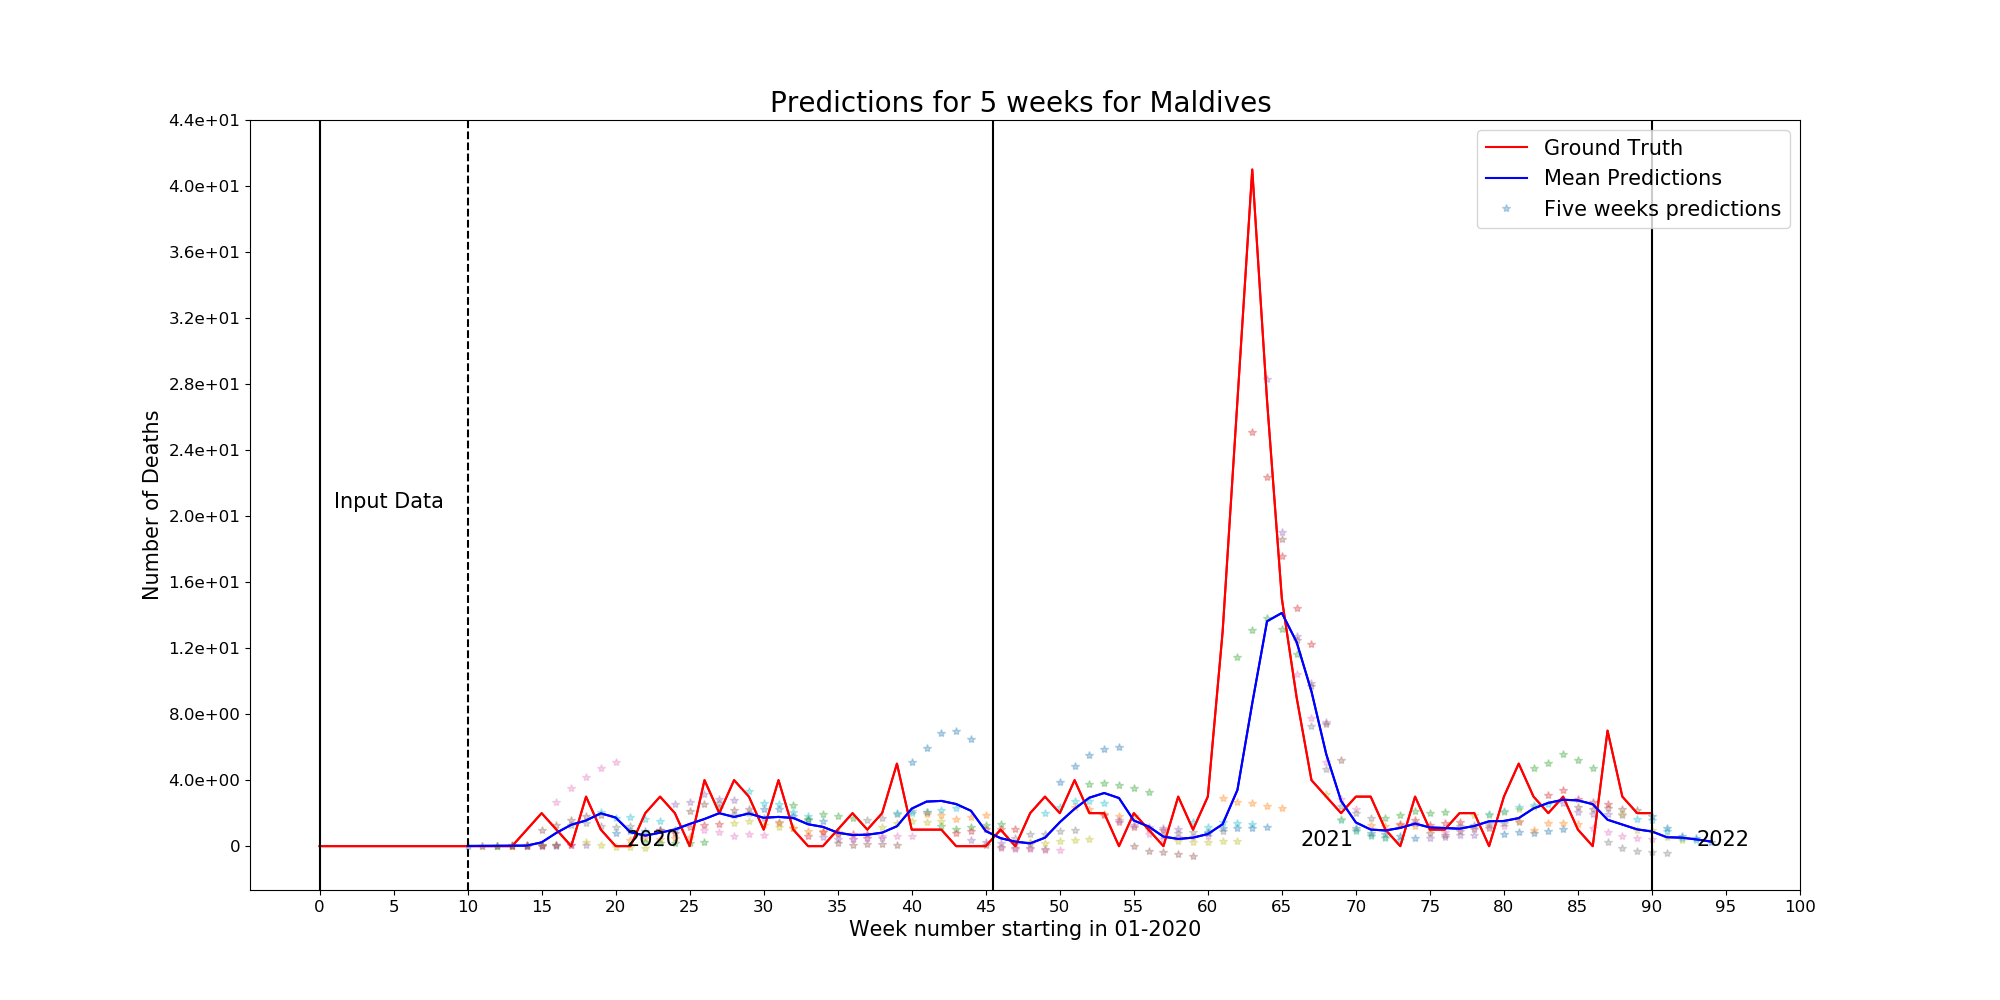 Predictions for 5 weeks for Maldives
4.4e+01
4.0e+01
3.6e+01
3.2e+01
2.8e+01
2.4e+01
2.0e+01
1.6e+01
1.2e+01
8.0e+00
4.0e+00
0
Number of Deaths
Ground Truth
Mean Predictions
Five weeks predictions
Input Data
2020
2021
2022
0 5 10 15 20 25 30 35 40 45 50 55 60 65 70 75 80 85 90 95 100
Week number starting in 01-2020